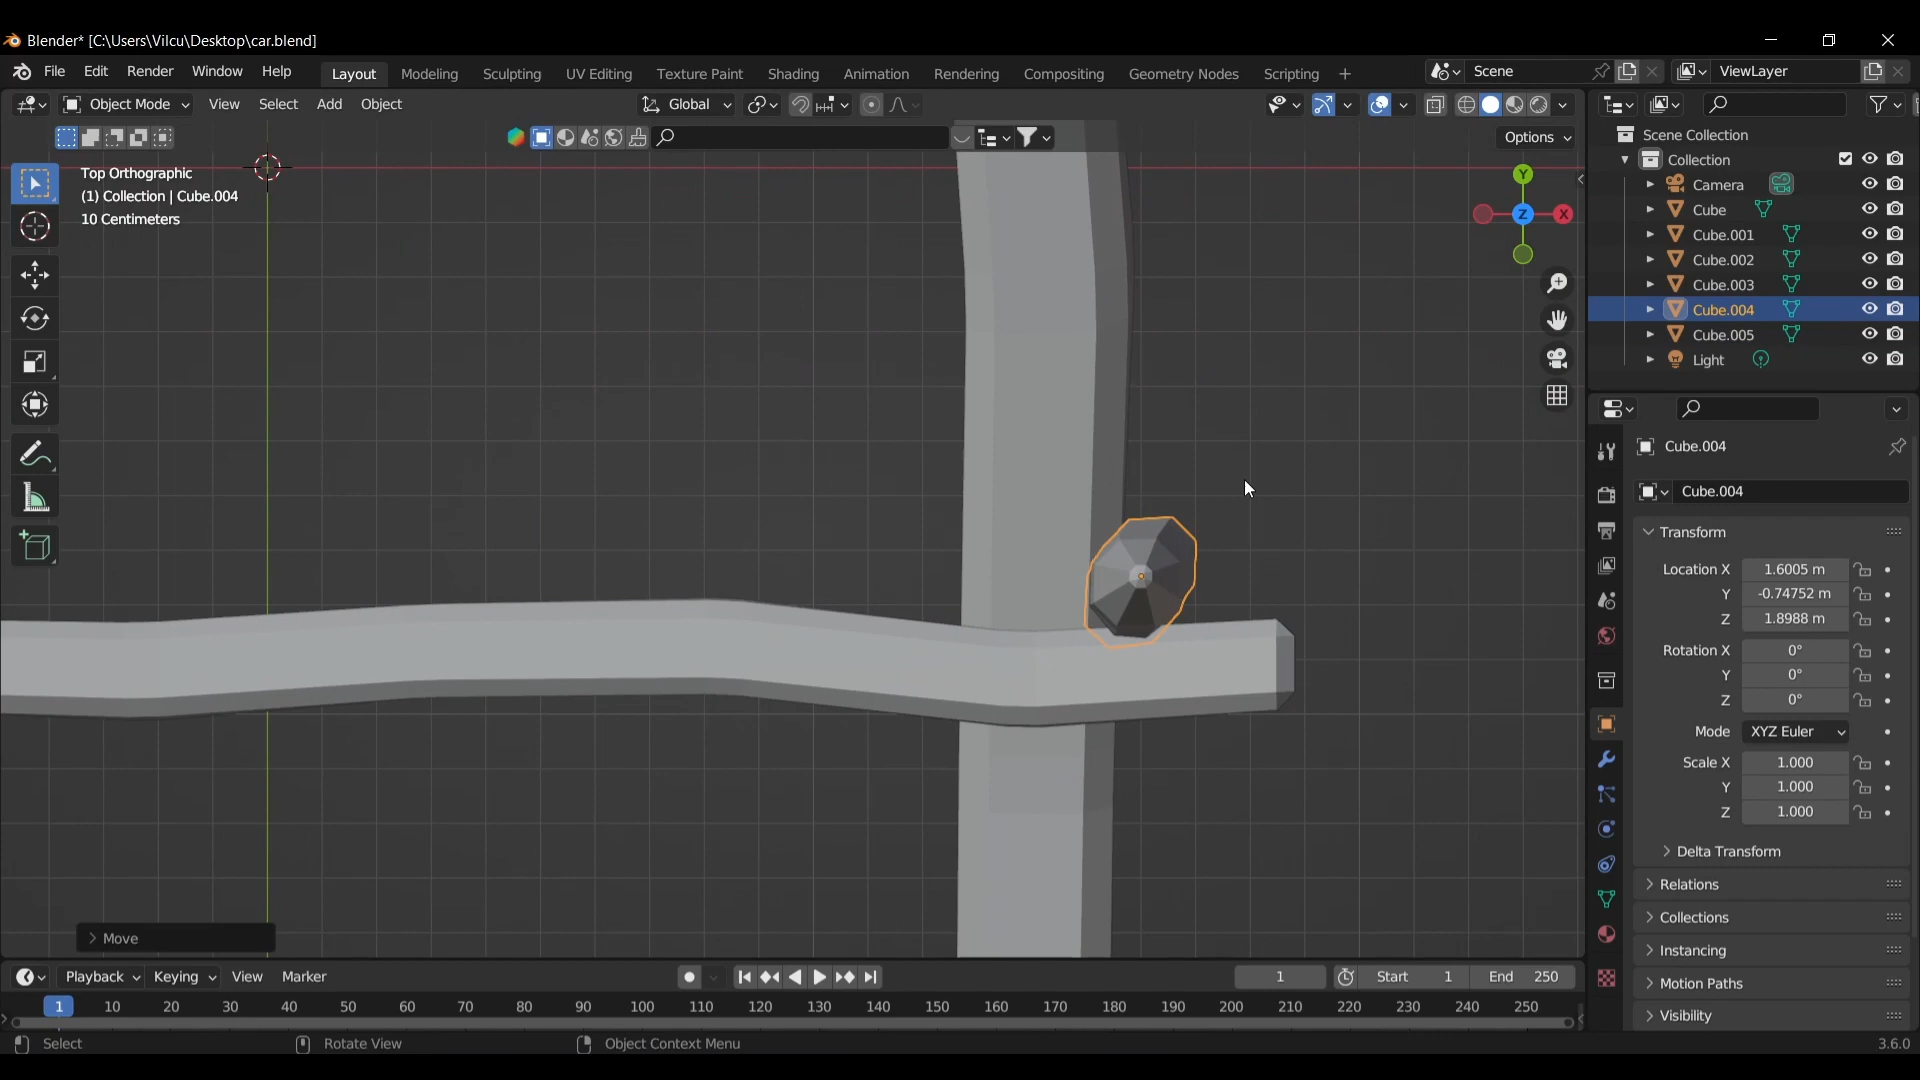 Blender* [C:\Users\Vilcu\Desktop\car.blend]
File Edit Render Window Help Layout Modeling Sculpting UV Editing Texture Paint Shading Animation Rendering Compositing Geometry Nodes Scripting + Scene ViewLayer
Object Mode View Select Add Object Global
Options
Top Orthographic
(1) Collection | Cube.004
10 Centimeters
Y
Z
X
Scene Collection
Collection
Camera
Cube
Cube.001
Cube.002
Cube.003
Cube.004
Cube.005
Light
Cube.004
Cube.004
Transform
Location X 1.6005 m
Y -0.74752 m
Z 1.8988 m
Rotation X 0°
Y 0°
Z 0°
Mode XYZ Euler
Scale X 1.000
Y 1.000
Z 1.000
Delta Transform
Relations
Collections
Instancing
Motion Paths
Visibility
Move
Playback Keying View Marker 1 Start 1 End 250
1 10 20 30 40 50 60 70 80 90 100 110 120 130 140 150 160 170 180 190 200 210 220 230 240 250
Select Rotate View Object Context Menu 3.6.0